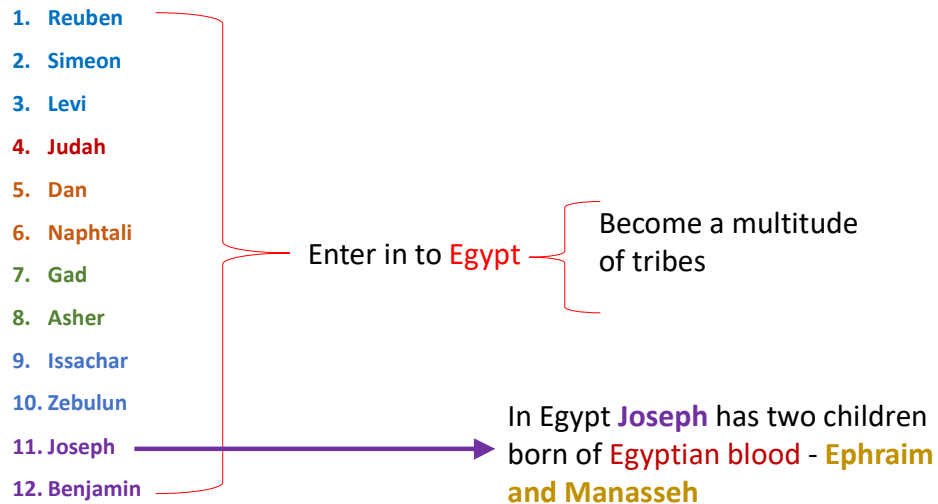 1. Reuben
2. Simeon
3. Levi
4. Judah
5. Dan
6. Naphtali
7. Gad
8. Asher
9. Issachar
10. Zebulun
11. Joseph
12. Benjamin
Enter in to Egypt
Become a multitude
of tribes
In Egypt Joseph has two children
born of Egyptian blood - Ephraim
and Manasseh